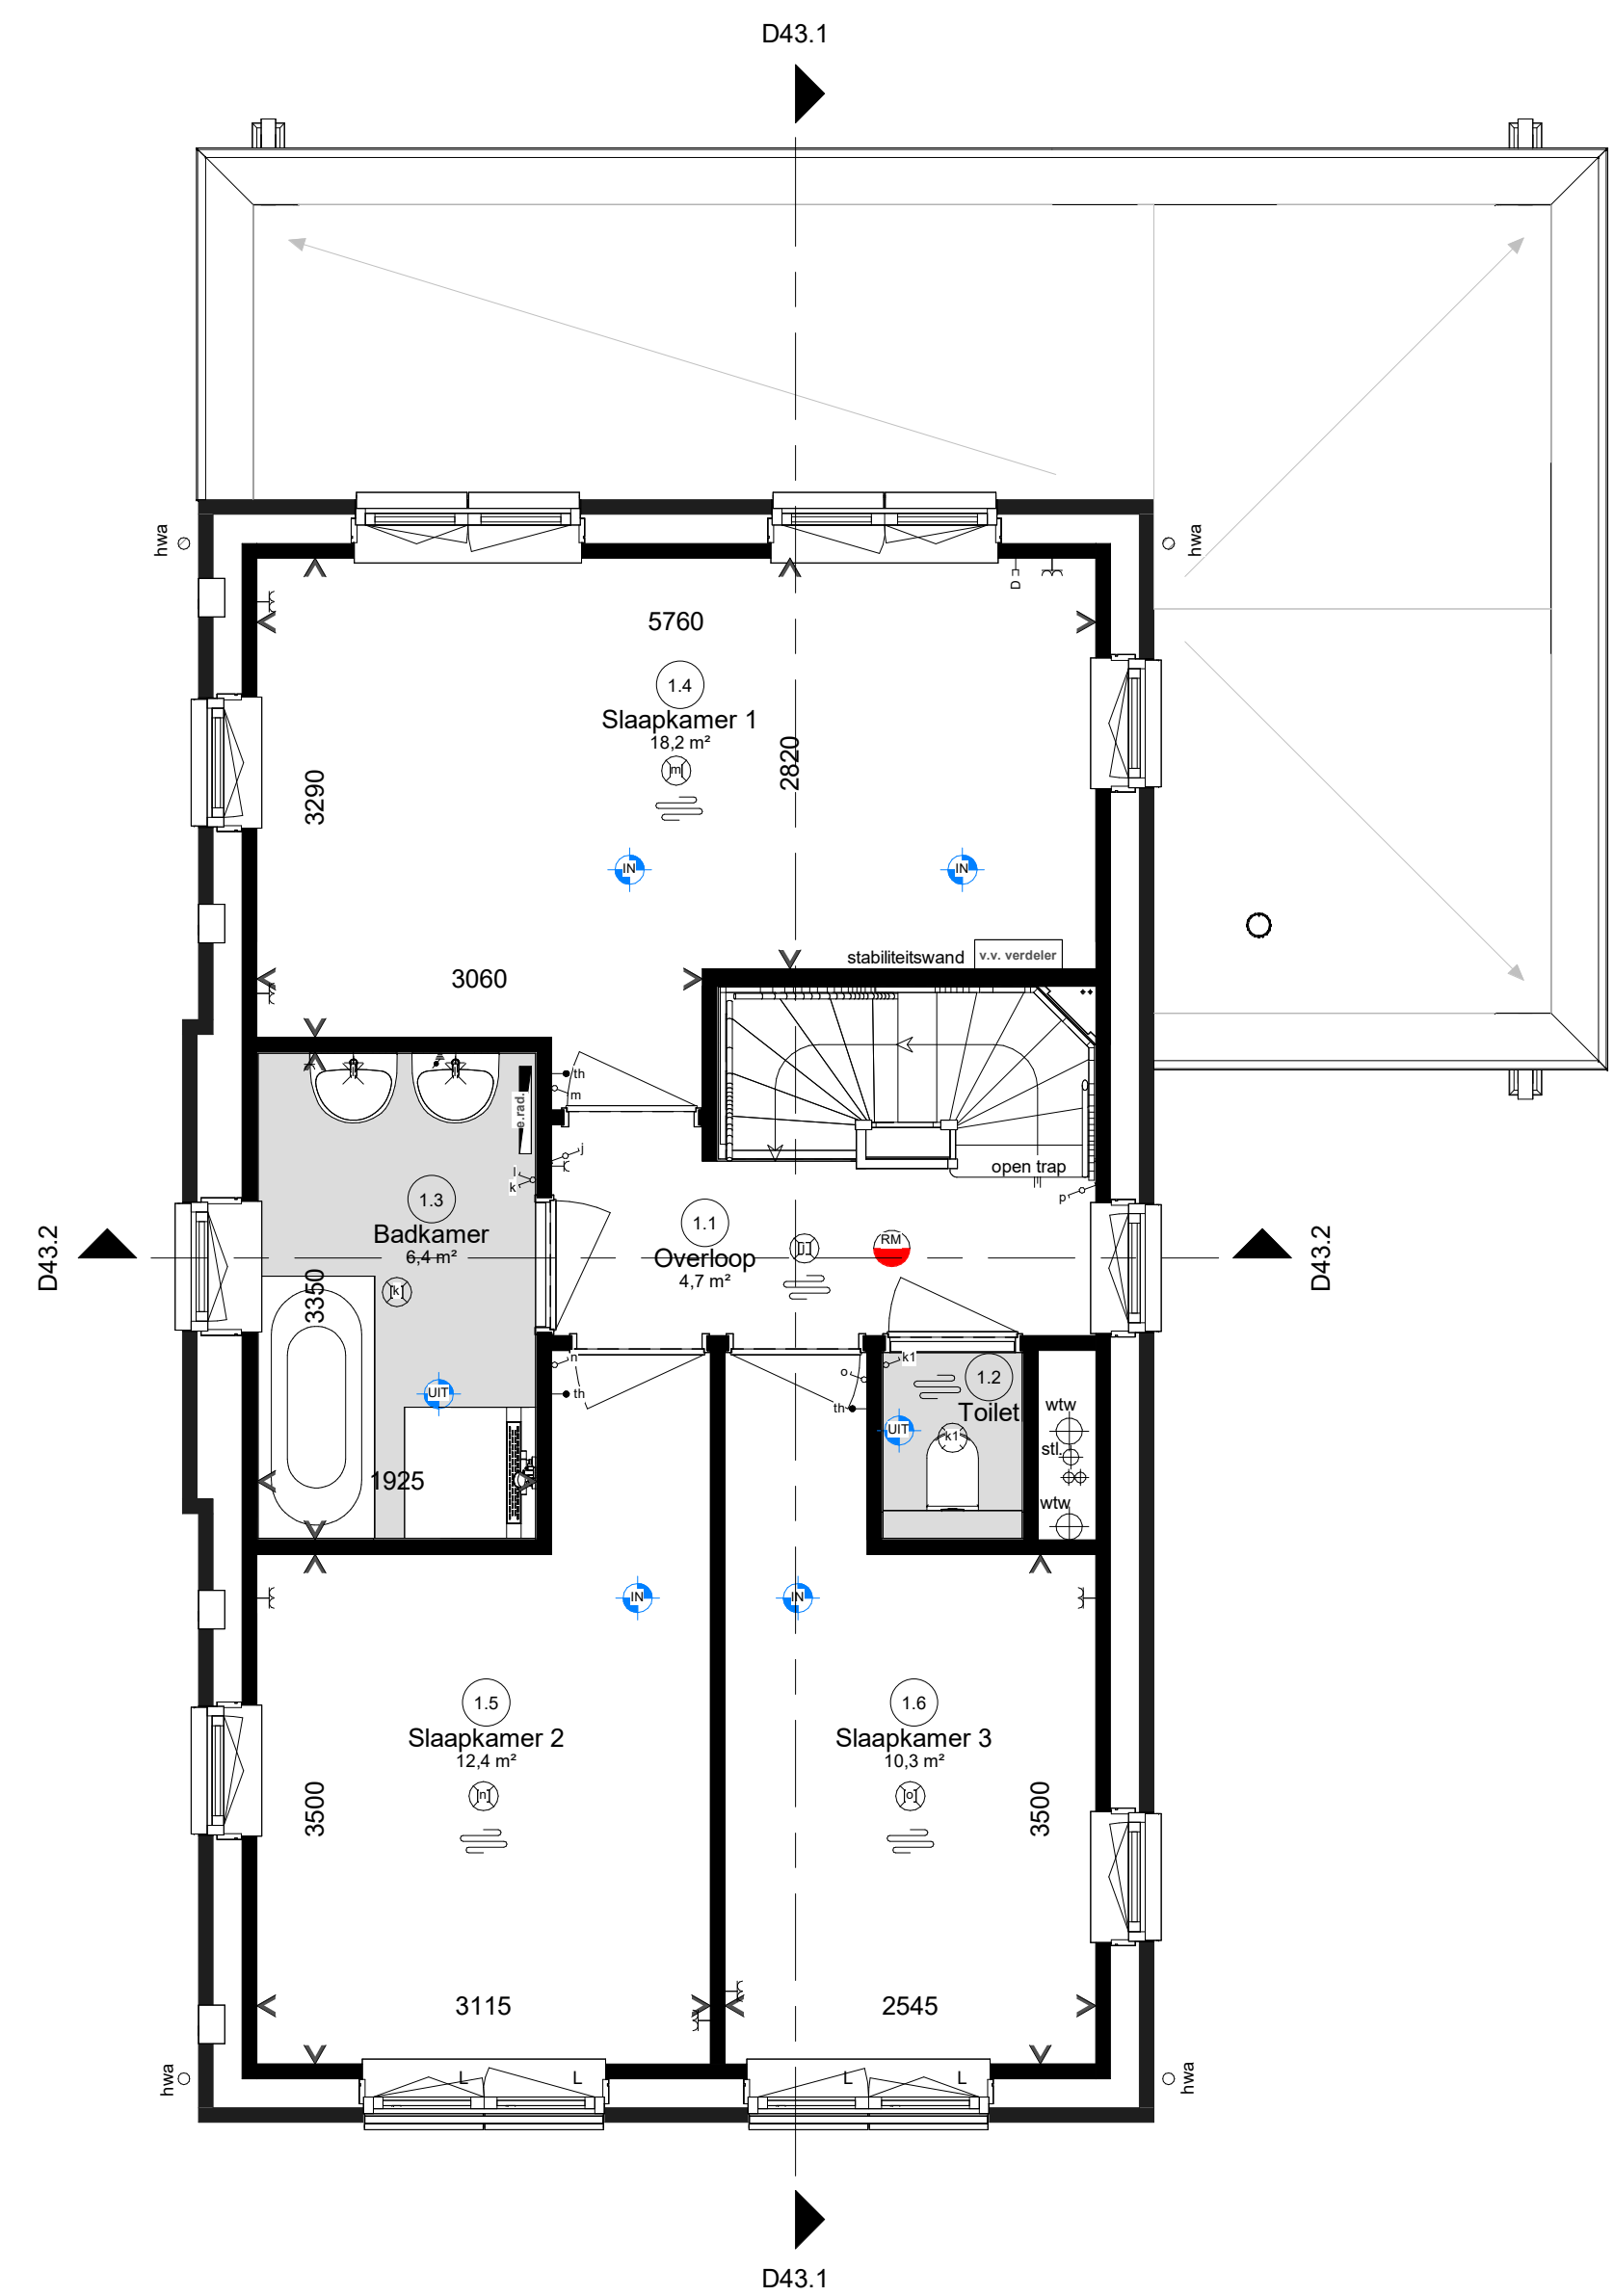 D43.1
hwa
hwa
D
5760
1.4
Slaapkamer 1
18,2 m²
m
2820
3290
IN
IN
stabiliteitswand
v.v. verdeler
3060
th
m
e.rad.
j
l
k
open trap
p
1.3
Badkamer
6,4 m²
k
3350
1.1
Overloop
4,7 m²
RM
D43.2
D43.2
n
th
o
th
k1
1.2
Toilet
k1
UIT
UIT
wtw
stl.
wtw
1925
IN
IN
1.5
Slaapkamer 2
12,4 m²
n
1.6
Slaapkamer 3
10,3 m²
o
3500
3500
3115
2545
L
L
L
L
hwa
hwa
D43.1